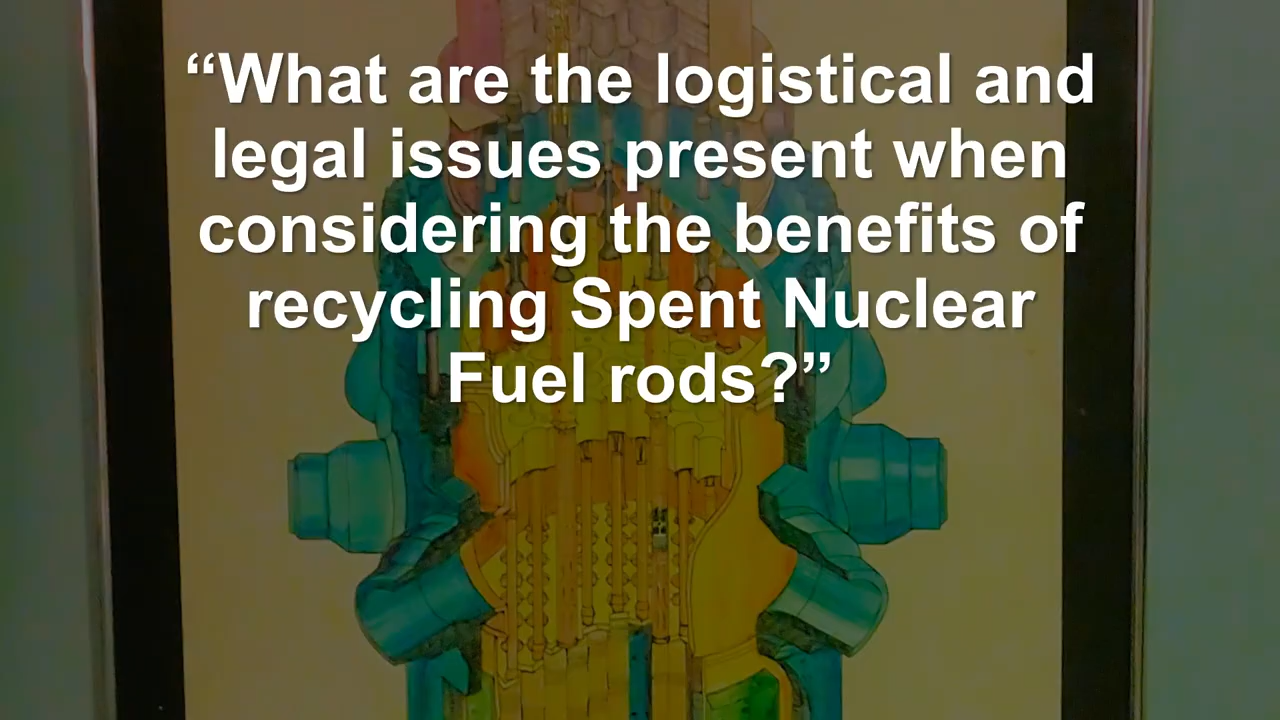 “What are the logistical and
legal issues present when
considering the benefits of
recycling Spent Nuclear
Fuel rods?”